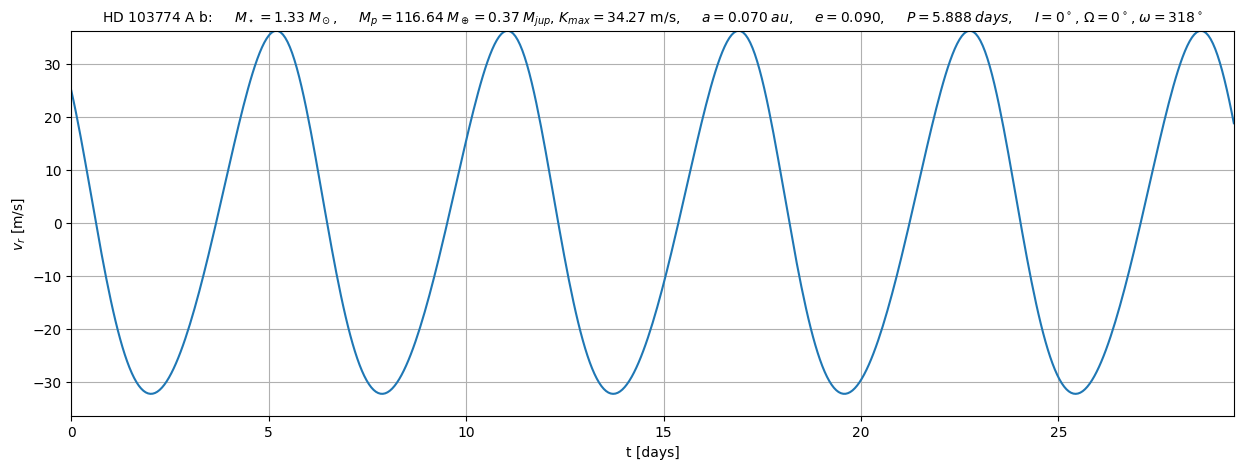 HD 103774 A b: M⋆ = 1.33 M⊙, Mp = 116.64 M⊕ = 0.37 Mjup, Kmax = 34.27 m/s, a = 0.070 au, e = 0.090, P = 5.888 days, I = 0°, Ω = 0°, ω = 318°
30
20
10
0
−10
−20
−30
vr [m/s]
0 5 10 15 20 25
t [days]